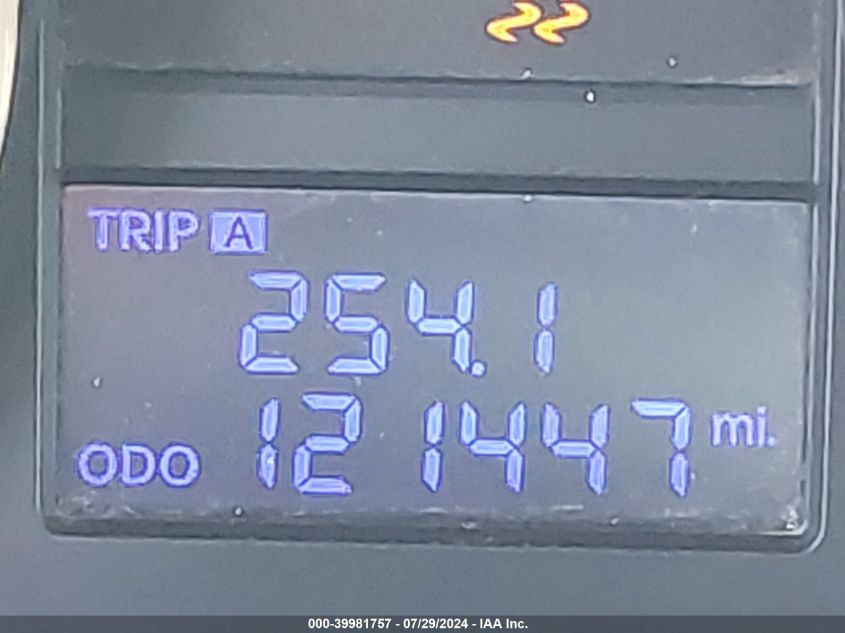 TRIP A
254.1
ODO 121447 mi.
000-39981757 - 07/29/2024 - IAA Inc.